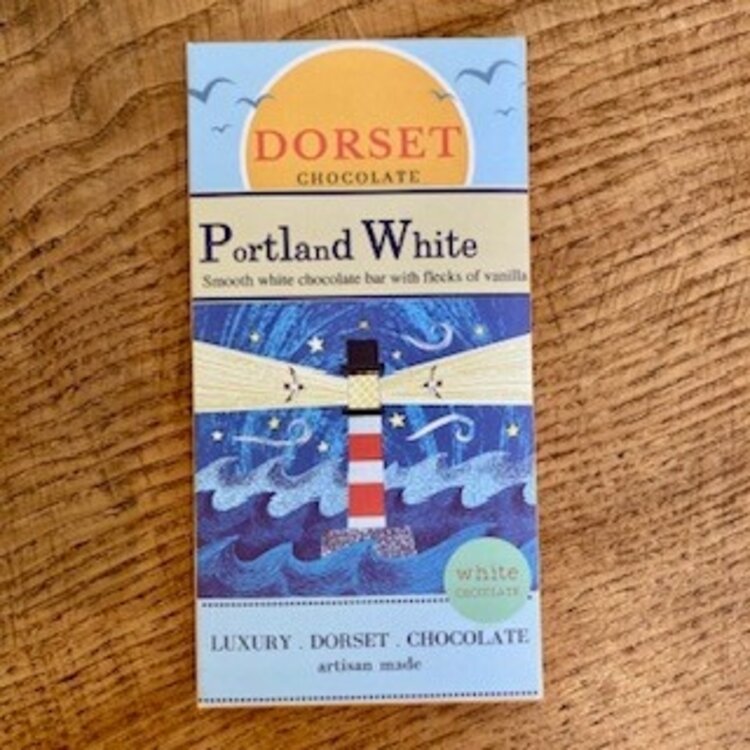 DORSET
CHOCOLATE
Portland White
Smooth white chocolate bar with flecks of vanilla
white
CHOCOLATE
LUXURY . DORSET . CHOCOLATE
artisan made